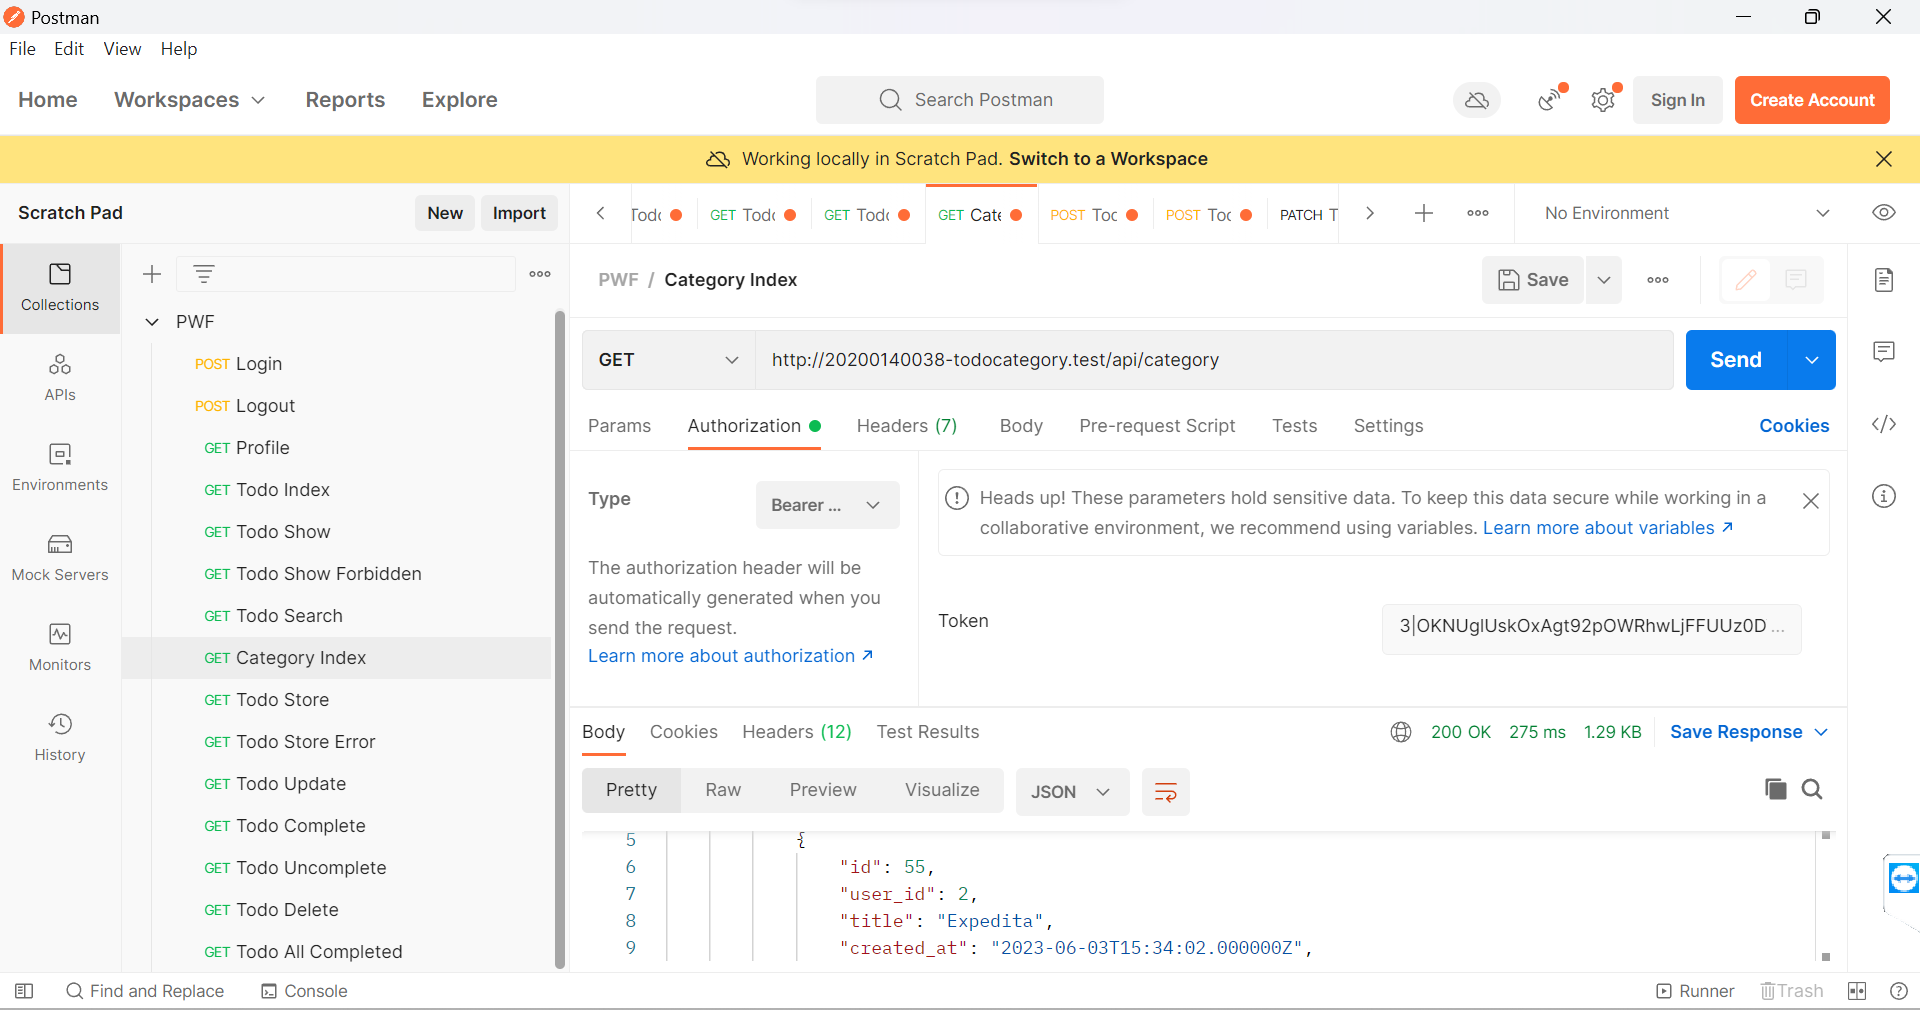 Postman
File Edit View Help
Home Workspaces Reports Explore
Search Postman
Sign In
Create Account
Working locally in Scratch Pad. Switch to a Workspace
Scratch Pad
New
Import
GET
GET
GET
POST
POST
PATCH T
No Environment
Collections
APIs
Environments
Mock Servers
Monitors
History
PWF
POST Login
POST Logout
GET Profile
GET Todo Index
GET Todo Show
GET Todo Show Forbidden
GET Todo Search
GET Category Index
GET Todo Store
GET Todo Store Error
GET Todo Update
GET Todo Complete
GET Todo Uncomplete
GET Todo Delete
GET Todo All Completed
PWF / Category Index
Save
GET
http://20200140038-todocategory.test/api/category
Send
Params Authorization Headers (7) Body Pre-request Script Tests Settings
Cookies
Type
Bearer ...
The authorization header will be
automatically generated when you
send the request.
Learn more about authorization ↗
Heads up! These parameters hold sensitive data. To keep this data secure while working in a
collaborative environment, we recommend using variables. Learn more about variables ↗
Token
3|OKNUglUskOxAgt92pOWRhwLjFFUUz0D ...
Body Cookies Headers (12) Test Results
200 OK 275 ms 1.29 KB
Save Response
Pretty Raw Preview Visualize
JSON
5 {
6 "id": 55,
7 "user_id": 2,
8 "title": "Expedita",
9 "created_at": "2023-06-03T15:34:02.000000Z",
Find and Replace
Console
Runner
Trash